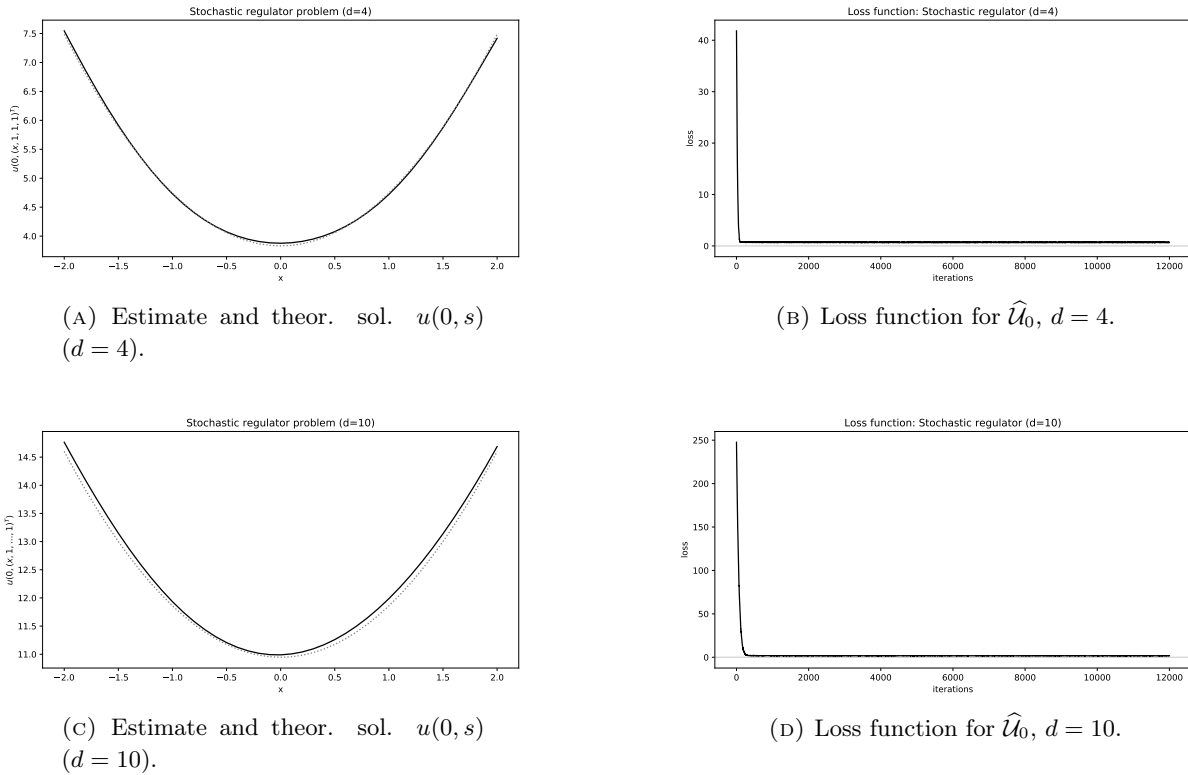 Stochastic regulator problem (d=4)
u(0, (x, 1, 1, 1)ᵀ)
7.5
7.0
6.5
6.0
5.5
5.0
4.5
4.0
−2.0 −1.5 −1.0 −0.5 0.0 0.5 1.0 1.5 2.0
x
Loss function: Stochastic regulator (d=4)
loss
40
30
20
10
0
0 2000 4000 6000 8000 10000 12000
iterations
(A) Estimate and theor. sol. u(0, s)
(d = 4).
(B) Loss function for 𝒰̂₀, d = 4.
Stochastic regulator problem (d=10)
u(0, (x, 1, ..., 1)ᵀ)
14.5
14.0
13.5
13.0
12.5
12.0
11.5
11.0
−2.0 −1.5 −1.0 −0.5 0.0 0.5 1.0 1.5 2.0
x
Loss function: Stochastic regulator (d=10)
loss
250
200
150
100
50
0
0 2000 4000 6000 8000 10000 12000
iterations
(C) Estimate and theor. sol. u(0, s)
(d = 10).
(D) Loss function for 𝒰̂₀, d = 10.